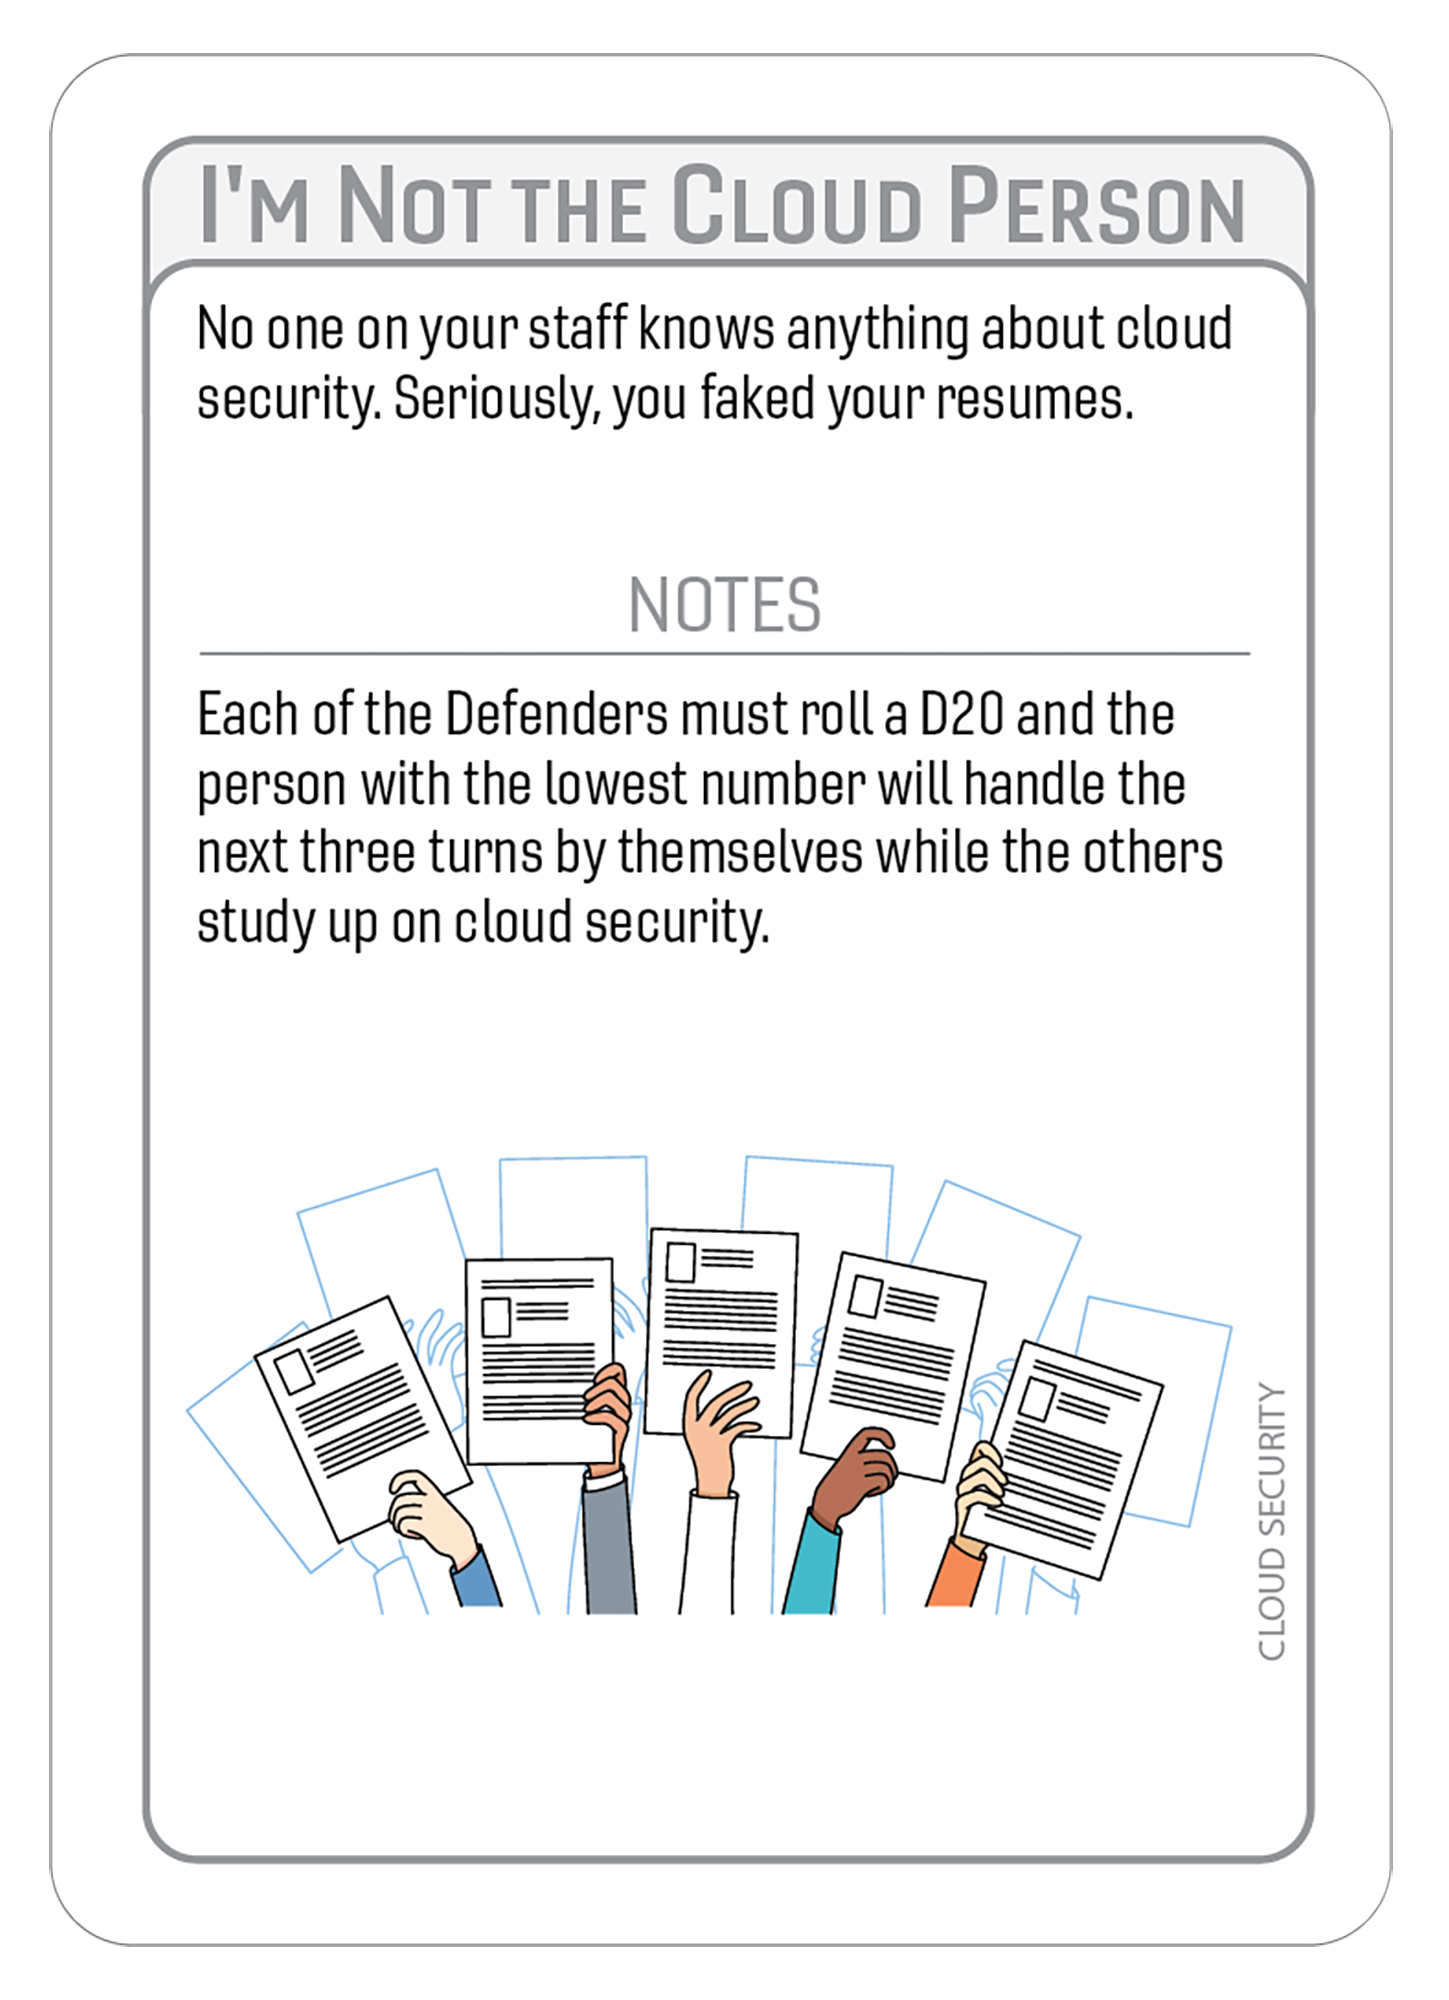 I'm Not the Cloud Person
No one on your staff knows anything about cloud
security. Seriously, you faked your resumes.
NOTES
Each of the Defenders must roll a D20 and the
person with the lowest number will handle the
next three turns by themselves while the others
study up on cloud security.
CLOUD SECURITY